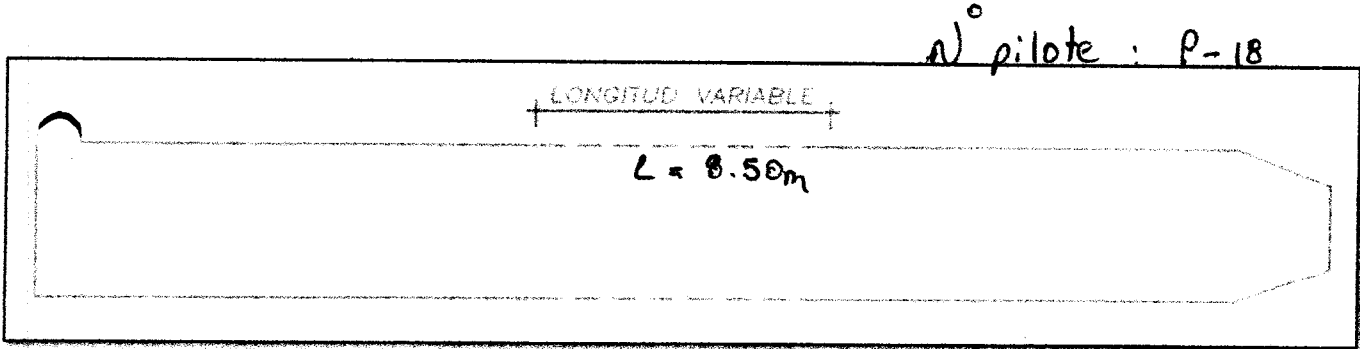 N° pilote : P-18
LONGITUD VARIABLE
L = 8.50m